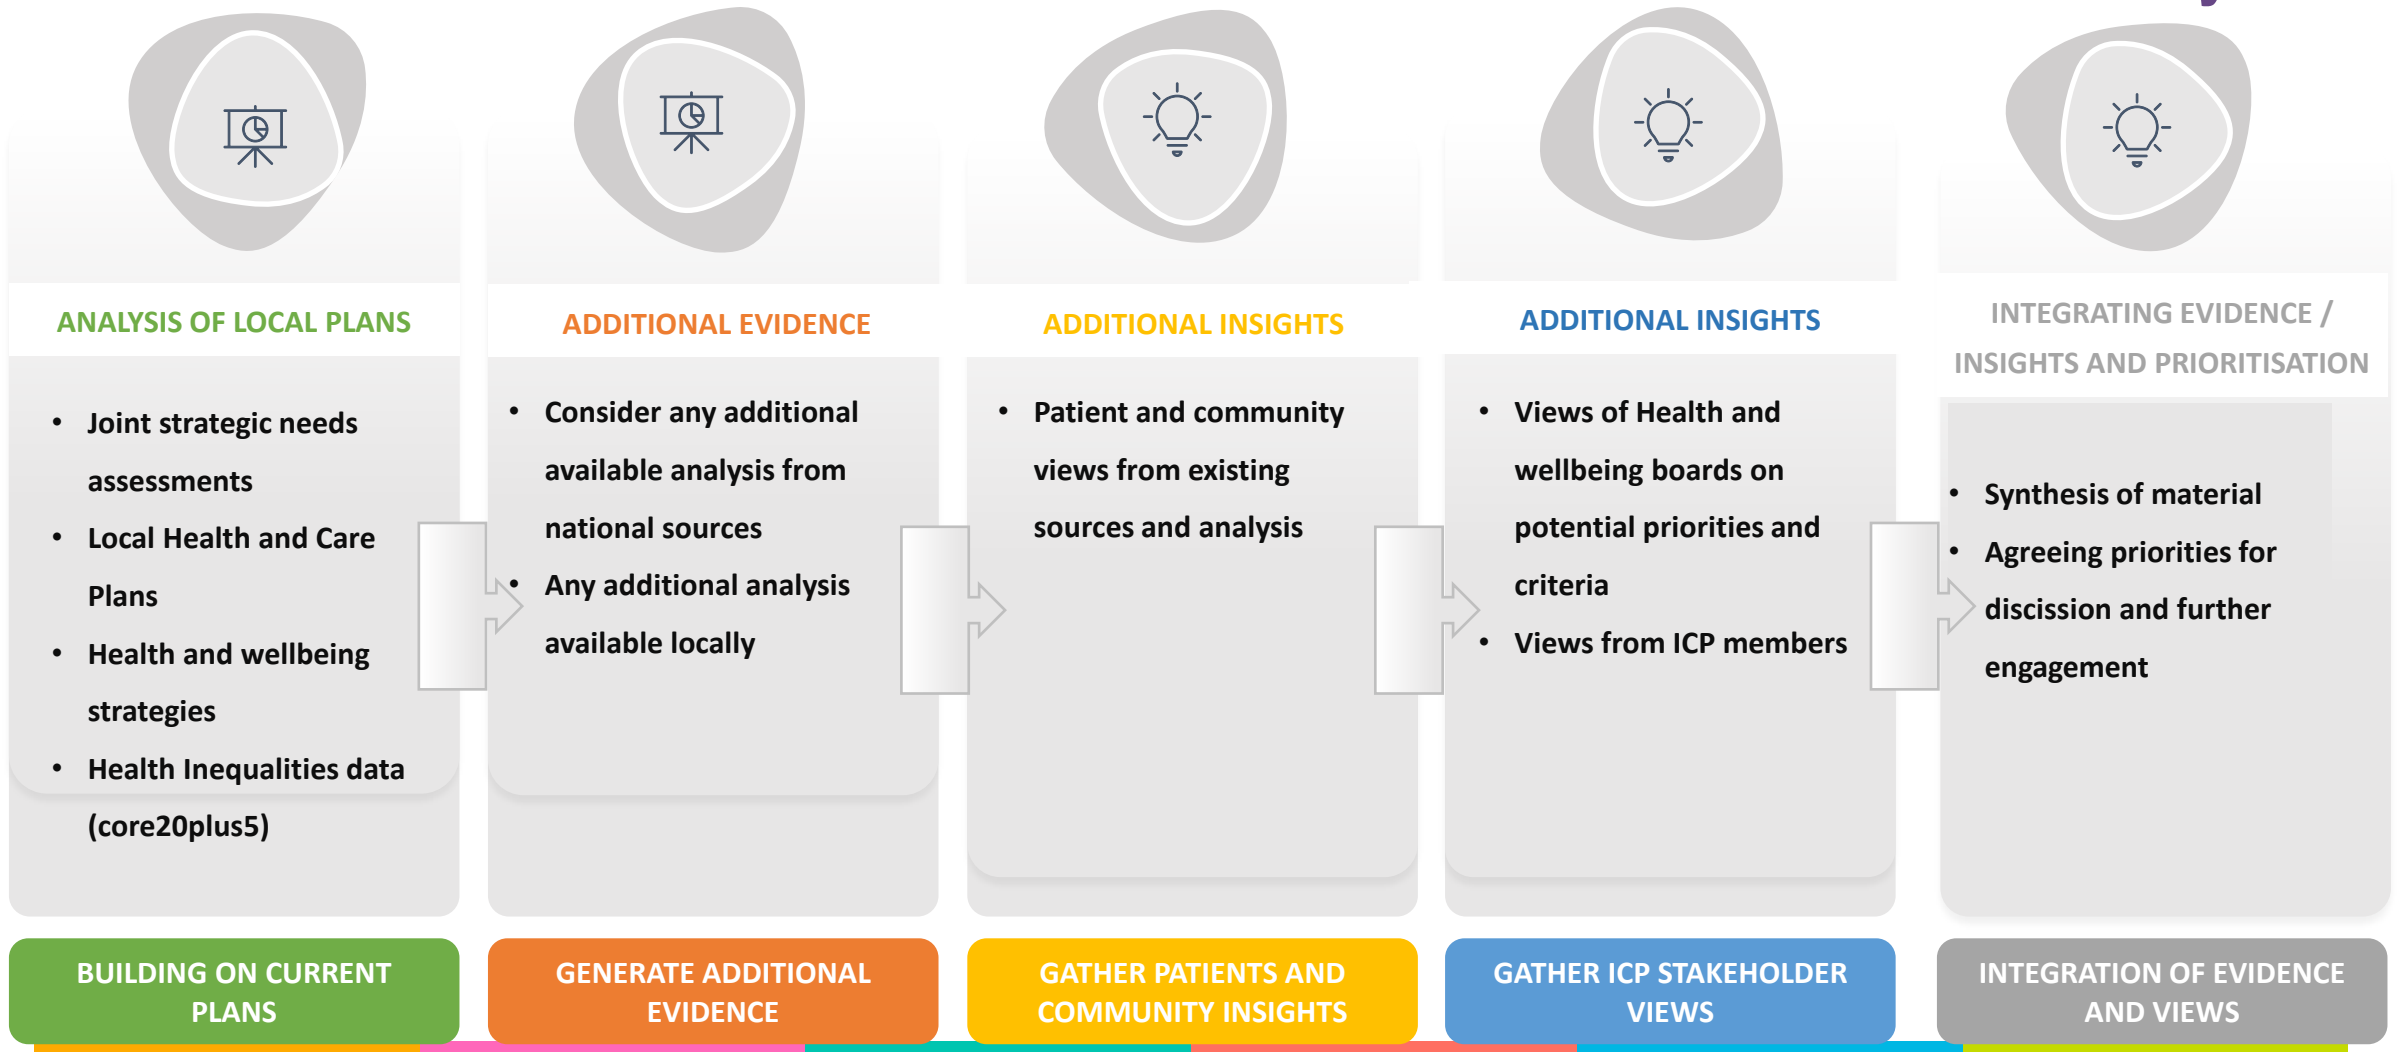 ANALYSIS OF LOCAL PLANS
• Joint strategic needs
assessments
• Local Health and Care
Plans
• Health and wellbeing
strategies
• Health Inequalities data
(core20plus5)
BUILDING ON CURRENT
PLANS
ADDITIONAL EVIDENCE
• Consider any additional
available analysis from
national sources
• Any additional analysis
available locally
GENERATE ADDITIONAL
EVIDENCE
ADDITIONAL INSIGHTS
• Patient and community
views from existing
sources and analysis
GATHER PATIENTS AND
COMMUNITY INSIGHTS
ADDITIONAL INSIGHTS
• Views of Health and
wellbeing boards on
potential priorities and
criteria
• Views from ICP members
GATHER ICP STAKEHOLDER
VIEWS
INTEGRATING EVIDENCE /
INSIGHTS AND PRIORITISATION
• Synthesis of material
• Agreeing priorities for
discission and further
engagement
INTEGRATION OF EVIDENCE
AND VIEWS